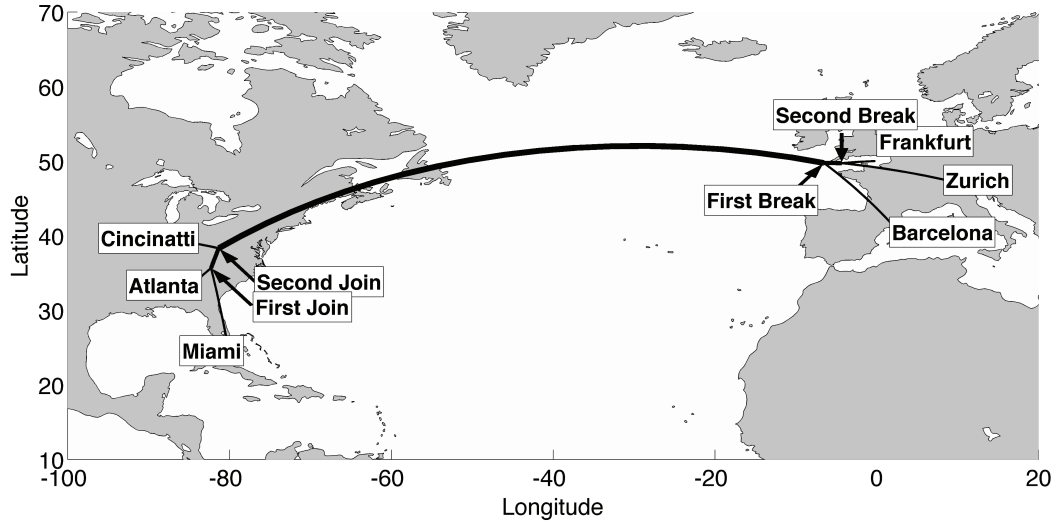 70
60
50
40
30
20
10
Latitude
Second Break
Frankfurt
Zurich
First Break
Barcelona
Cincinatti
Second Join
Atlanta
First Join
Miami
-100
-80
-60
-40
-20
0
20
Longitude